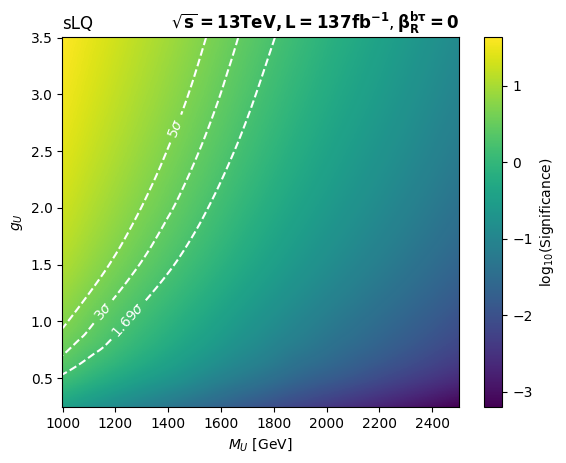 sLQ √s = 13TeV, L = 137fb⁻¹, β_R^{bτ} = 0
3.5
3.0
2.5
2.0
1.5
1.0
0.5
g_U
5σ
3σ
1.69σ
1000 1200 1400 1600 1800 2000 2200 2400
M_U [GeV]
1
0
−1
−2
−3
log₁₀(Significance)